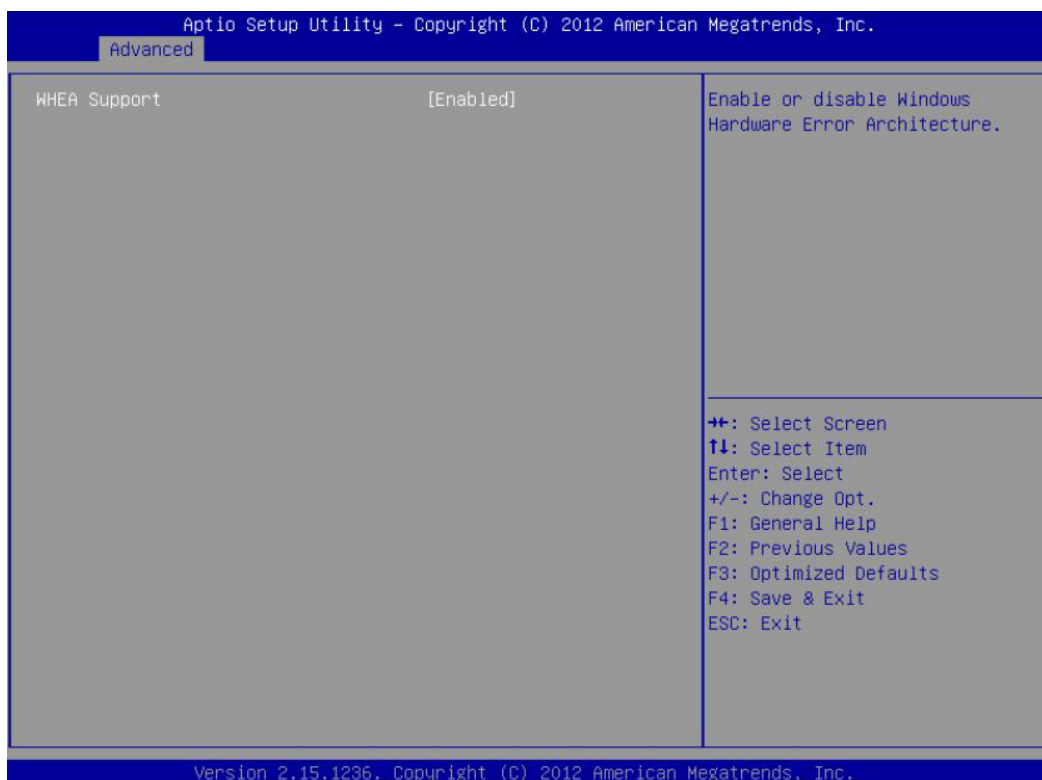 Aptio Setup Utility – Copyright (C) 2012 American Megatrends, Inc.
Advanced
WHEA Support [Enabled]
Enable or disable Windows
Hardware Error Architecture.
→←: Select Screen
↑↓: Select Item
Enter: Select
+/-: Change Opt.
F1: General Help
F2: Previous Values
F3: Optimized Defaults
F4: Save & Exit
ESC: Exit
Version 2.15.1236. Copyright (C) 2012 American Megatrends, Inc.